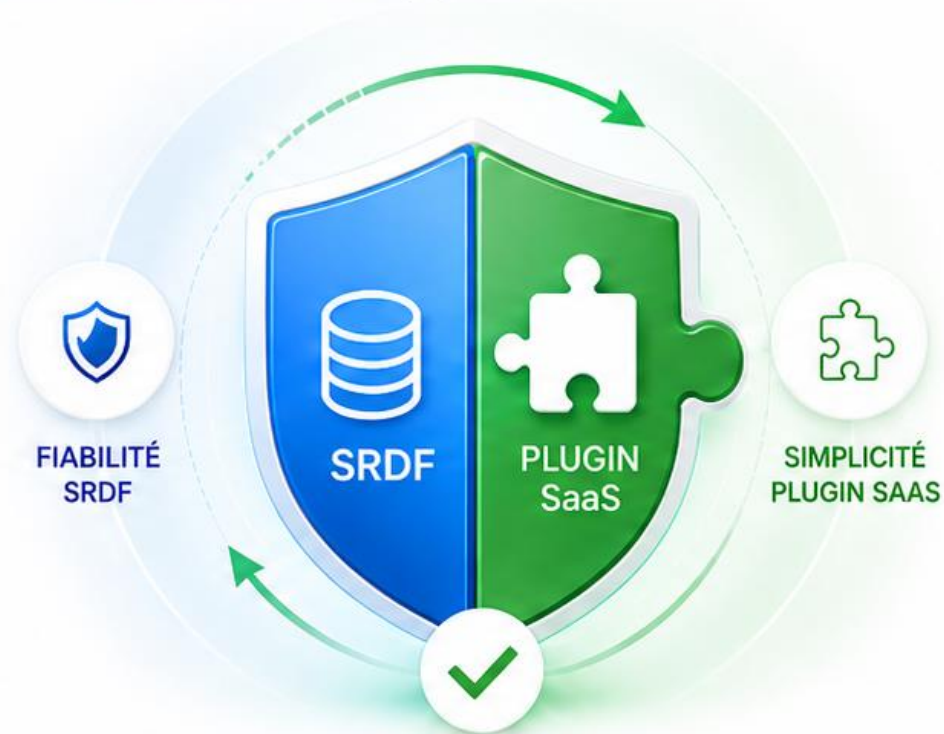 FIABILITÉ
SRDF
SRDF
PLUGIN
SaaS
SIMPLICITÉ
PLUGIN SAAS